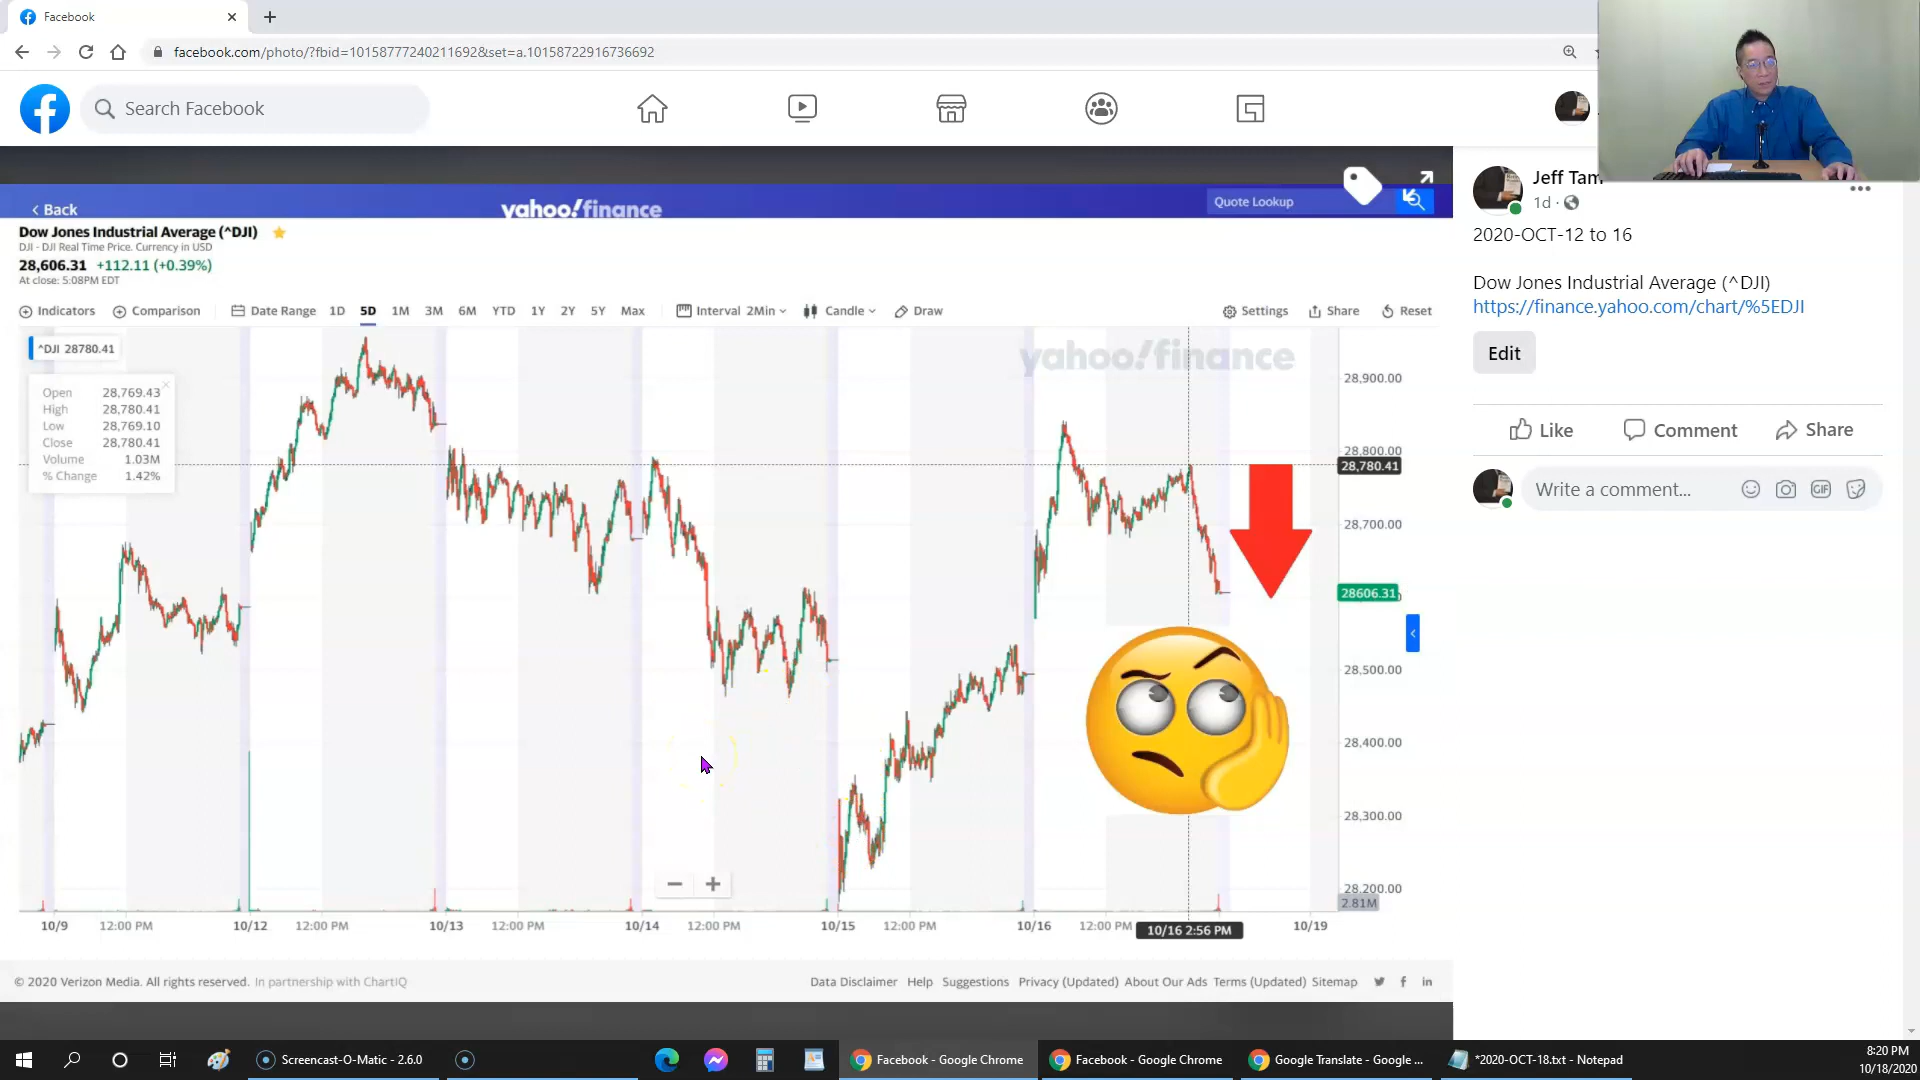 Facebook
facebook.com/photo/?fbid=10158777240211692&set=a.10158722916736692
Search Facebook
Back
yahoo!finance
Quote Lookup
Dow Jones Industrial Average (^DJI)
DJI - DJI Real Time Price. Currency in USD
28,606.31 +112.11 (+0.39%)
At close: 5:08PM EDT
Indicators Comparison Date Range 1D 5D 1M 3M 6M YTD 1Y 2Y 5Y Max Interval 2Min Candle Draw Settings Share Reset
^DJI 28780.41
yahoo!finance
Open 28,769.43
High 28,780.41
Low 28,769.10
Close 28,780.41
Volume 1.03M
% Change 1.42%
28,900.00
28,800.00
28,780.41
28,700.00
28606.31
28,500.00
28,400.00
28,300.00
28,200.00
2.81M
10/9 12:00 PM 10/12 12:00 PM 10/13 12:00 PM 10/14 12:00 PM 10/15 12:00 PM 10/16 12:00 PM 10/16 2:56 PM 10/19
© 2020 Verizon Media. All rights reserved. In partnership with ChartIQ
Data Disclaimer Help Suggestions Privacy (Updated) About Our Ads Terms (Updated) Sitemap
Jeff Tam
1d
2020-OCT-12 to 16
Dow Jones Industrial Average (^DJI)
https://finance.yahoo.com/chart/%5EDJI
Edit
Like Comment Share
Write a comment...
GIF
Screencast-O-Matic - 2.6.0
Facebook - Google Chrome
Facebook - Google Chrome
Google Translate - Google ...
*2020-OCT-18.txt - Notepad
8:20 PM
10/18/2020